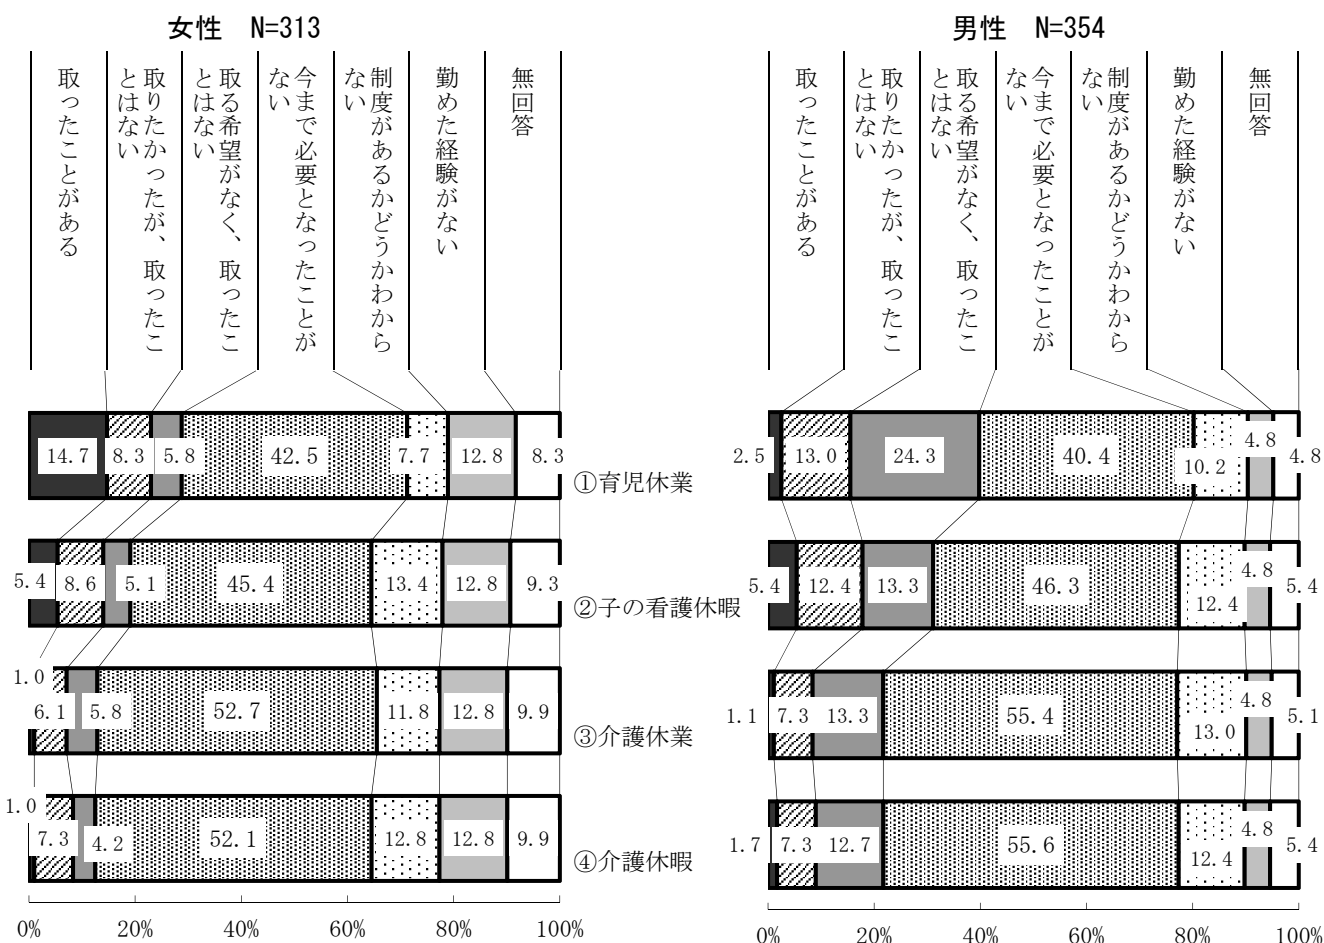 女性　N=313
取ったことがある
取りたかったが、取ったこ
とはない
取る希望がなく、取ったこ
とはない
今まで必要となったことが
ない
制度があるかどうかわから
ない
勤めた経験がない
無回答
14.7 8.3 5.8 42.5 7.7 12.8 8.3
①育児休業
5.4 8.6 5.1 45.4 13.4 12.8 9.3
②子の看護休暇
1.0 6.1 5.8 52.7 11.8 12.8 9.9
③介護休業
1.0 7.3 4.2 52.1 12.8 12.8 9.9
④介護休暇
0% 20% 40% 60% 80% 100%
男性　N=354
取ったことがある
取りたかったが、取ったこ
とはない
取る希望がなく、取ったこ
とはない
今まで必要となったことが
ない
制度があるかどうかわから
ない
勤めた経験がない
無回答
2.5 13.0 24.3 40.4 10.2 4.8 4.8
5.4 12.4 13.3 46.3 12.4 4.8 5.4
1.1 7.3 13.3 55.4 13.0 4.8 5.1
1.7 7.3 12.7 55.6 12.4 4.8 5.4
0% 20% 40% 60% 80% 100%